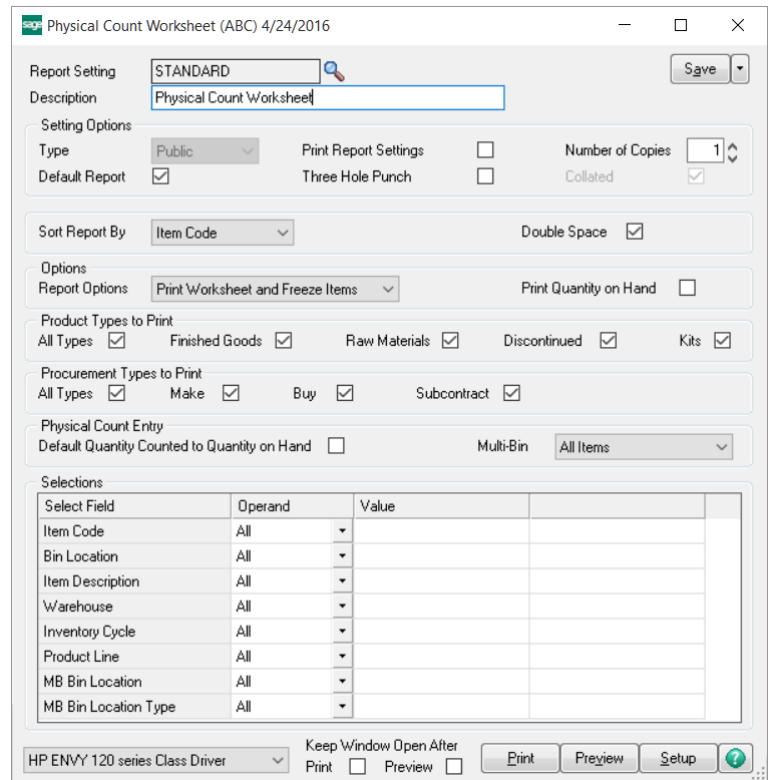 sage Physical Count Worksheet (ABC) 4/24/2016
Report Setting STANDARD Save
Description Physical Count Worksheet
Setting Options
Type Public Print Report Settings Number of Copies 1
Default Report Three Hole Punch Collated
Sort Report By Item Code Double Space
Options
Report Options Print Worksheet and Freeze Items Print Quantity on Hand
Product Types to Print
All Types Finished Goods Raw Materials Discontinued Kits
Procurement Types to Print
All Types Make Buy Subcontract
Physical Count Entry
Default Quantity Counted to Quantity on Hand Multi-Bin All Items
Selections
Select Field Operand Value
Item Code All
Bin Location All
Item Description All
Warehouse All
Inventory Cycle All
Product Line All
MB Bin Location All
MB Bin Location Type All
Keep Window Open After
HP ENVY 120 series Class Driver Print Preview Print Preview Setup ?